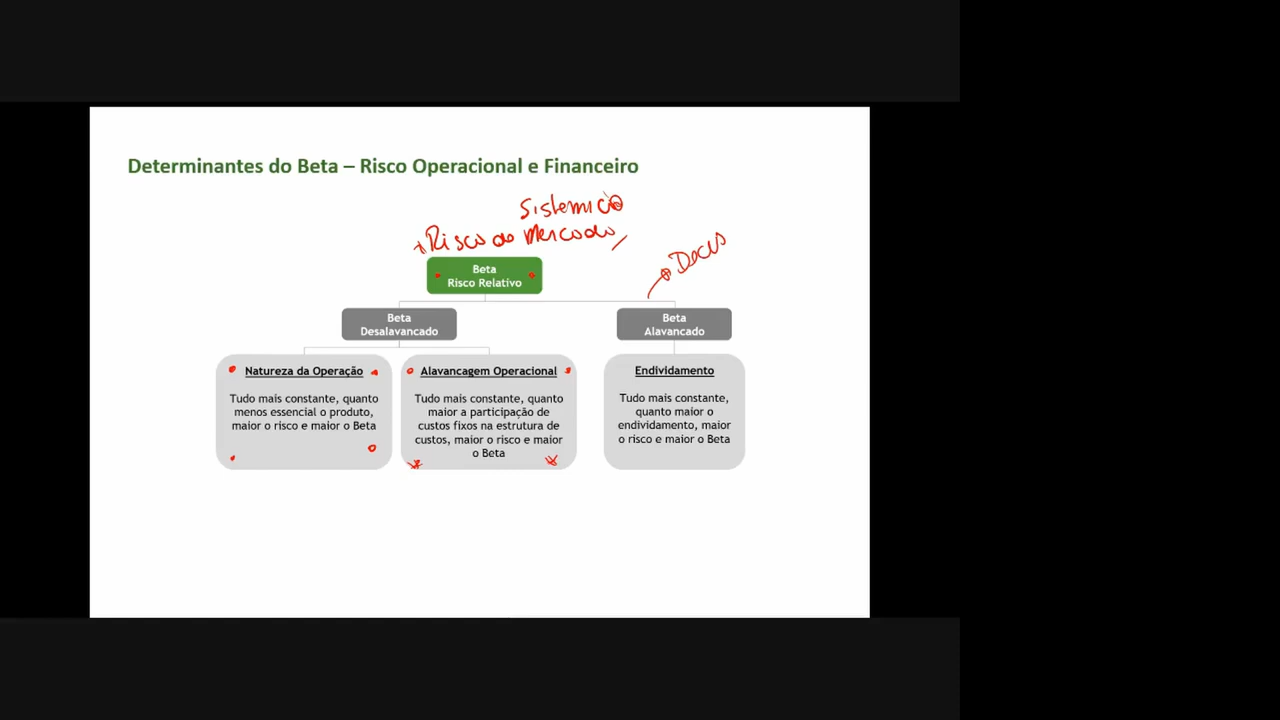 Determinantes do Beta – Risco Operacional e Financeiro
Sistemico
Risco de Mercado
Beta
Risco Relativo
Beta
Desalavancado
Beta
Alavancado
Natureza da Operação
Tudo mais constante, quanto
menos essencial o produto,
maior o risco e maior o Beta
Alavancagem Operacional
Tudo mais constante, quanto
maior a participação de
custos fixos na estrutura de
custos, maior o risco e maior
o Beta
Endividamento
Tudo mais constante,
quanto maior o
endividamento, maior
o risco e maior o Beta